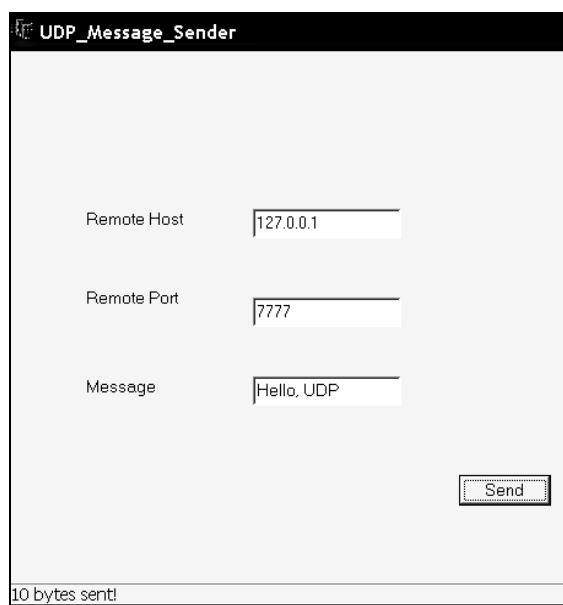 UDP_Message_Sender
Remote Host
127.0.0.1
Remote Port
7777
Message
Hello, UDP
Send
10 bytes sent!